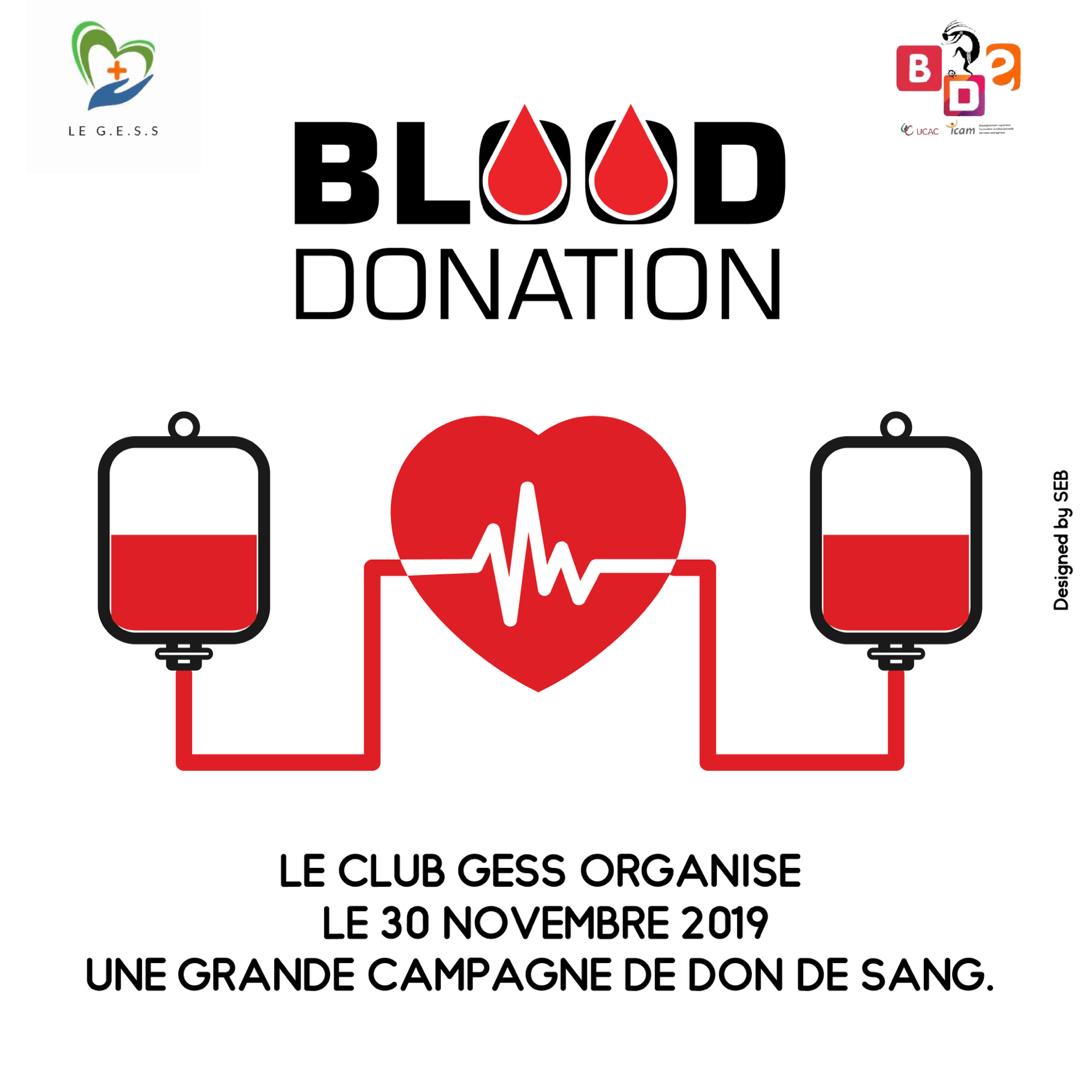 LE G.E.S.S
B D e
UCAC icam
BLOOD
DONATION
Designed by SEB
LE CLUB GESS ORGANISE
LE 30 NOVEMBRE 2019
UNE GRANDE CAMPAGNE DE DON DE SANG.